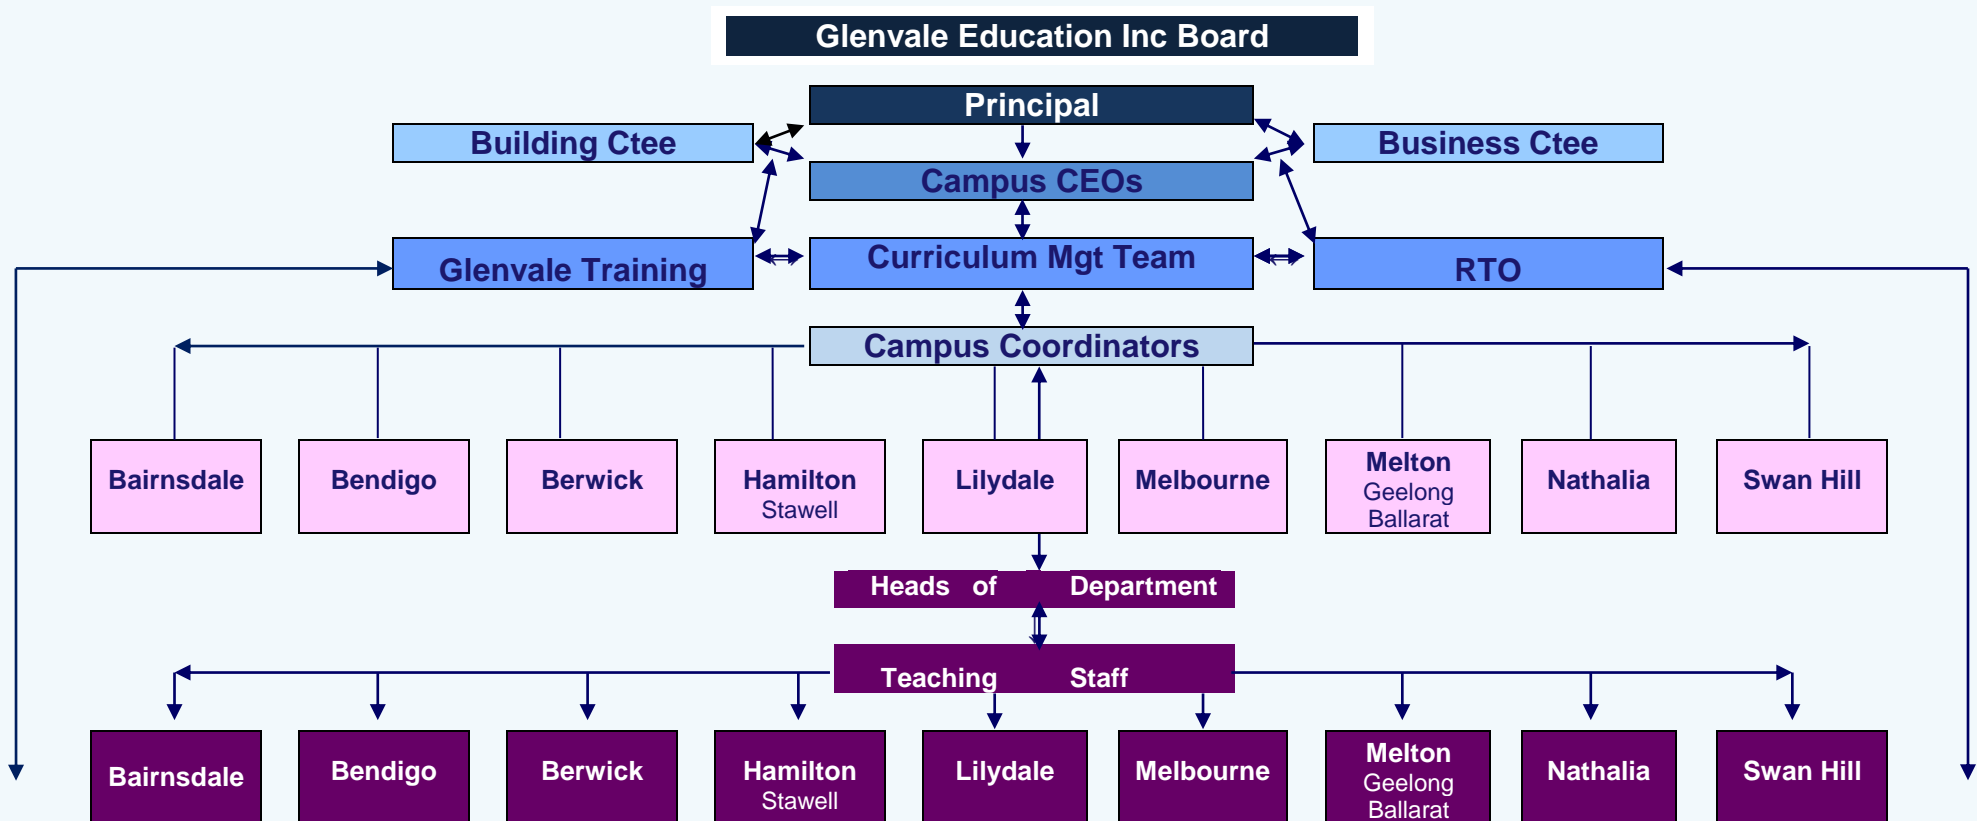 Glenvale Education Inc Board
Principal
Building Ctee
Business Ctee
Campus CEOs
Glenvale Training
Curriculum Mgt Team
RTO
Campus Coordinators
Bairnsdale
Bendigo
Berwick
Hamilton
Stawell
Lilydale
Melbourne
Melton
Geelong
Ballarat
Nathalia
Swan Hill
Heads of Department
Teaching Staff
Bairnsdale
Bendigo
Berwick
Hamilton
Stawell
Lilydale
Melbourne
Melton
Geelong
Ballarat
Nathalia
Swan Hill